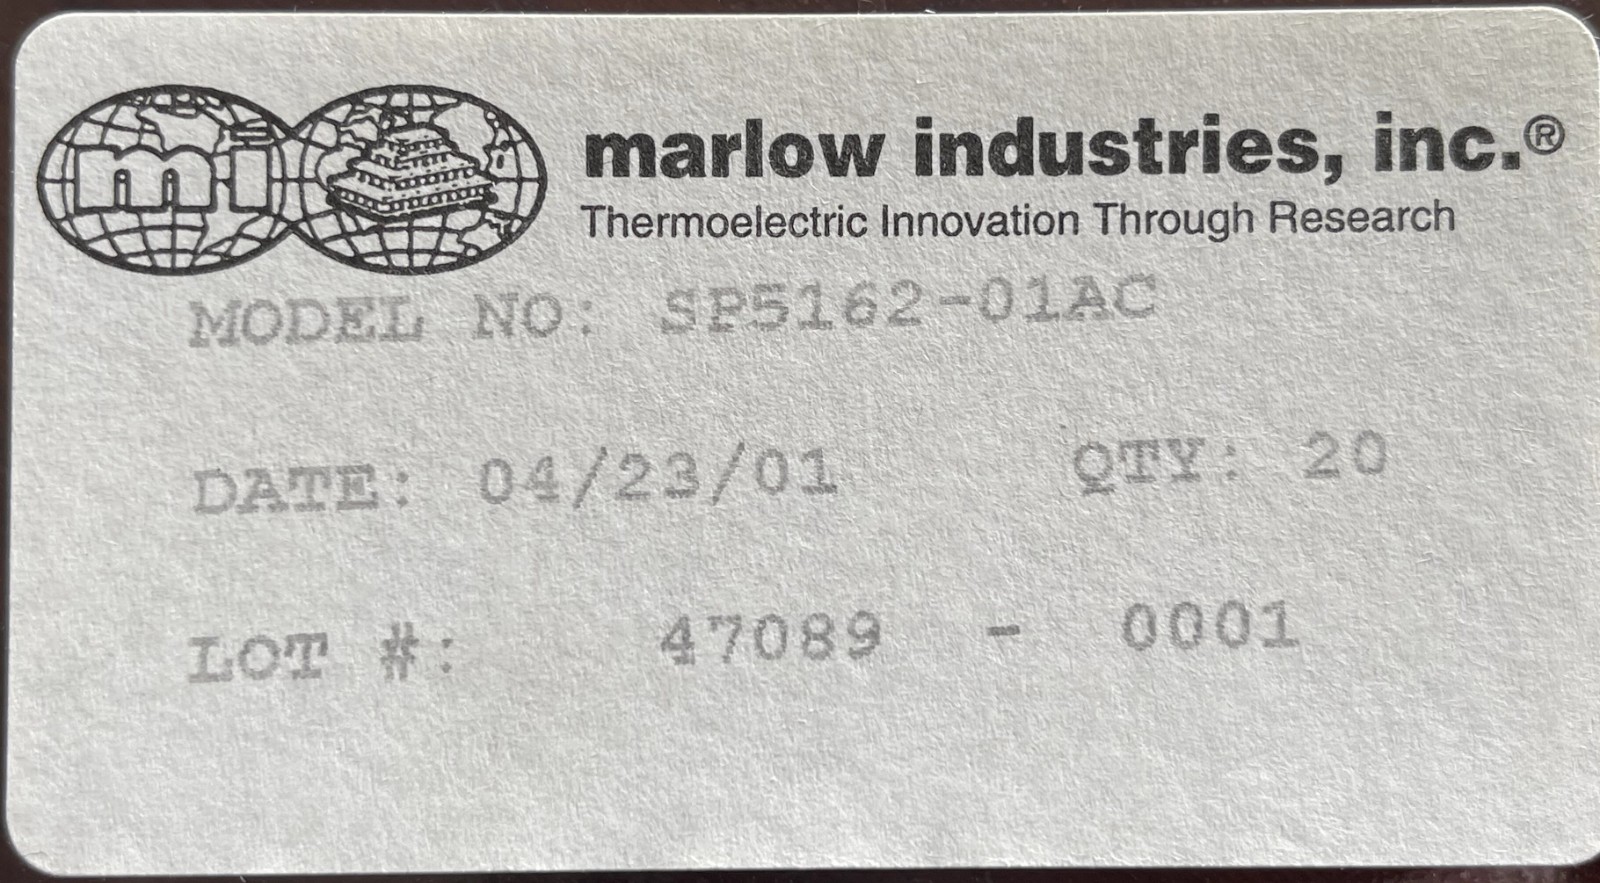 mi
marlow industries, inc.®
Thermoelectric Innovation Through Research
MODEL NO: SP5162-01AC
DATE: 04/23/01 QTY: 20
LOT #: 47089 - 0001